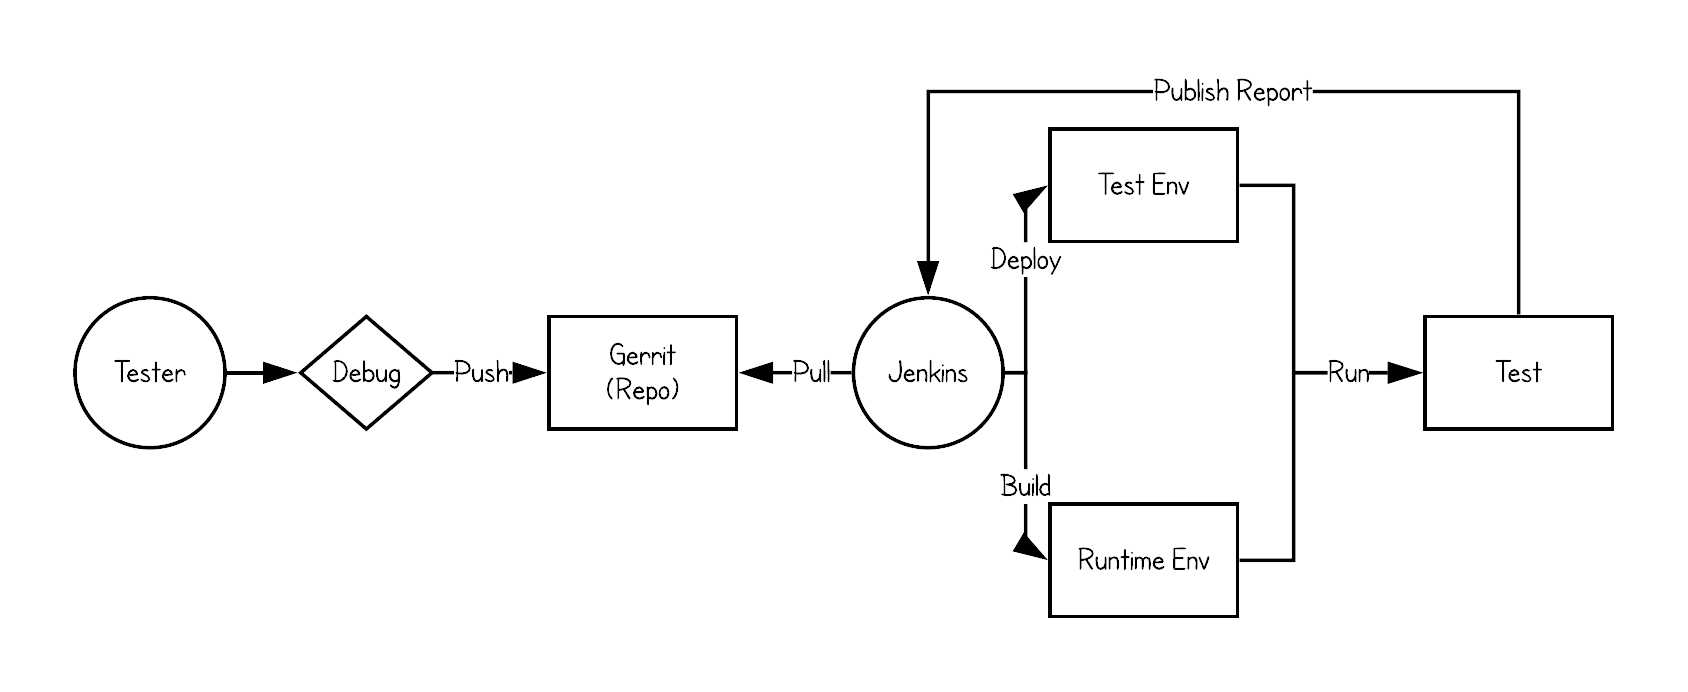 Publish Report
Test Env
Deploy
Tester
Debug
Push
Gerrit
(Repo)
Pull
Jenkins
Run
Test
Build
Runtime Env